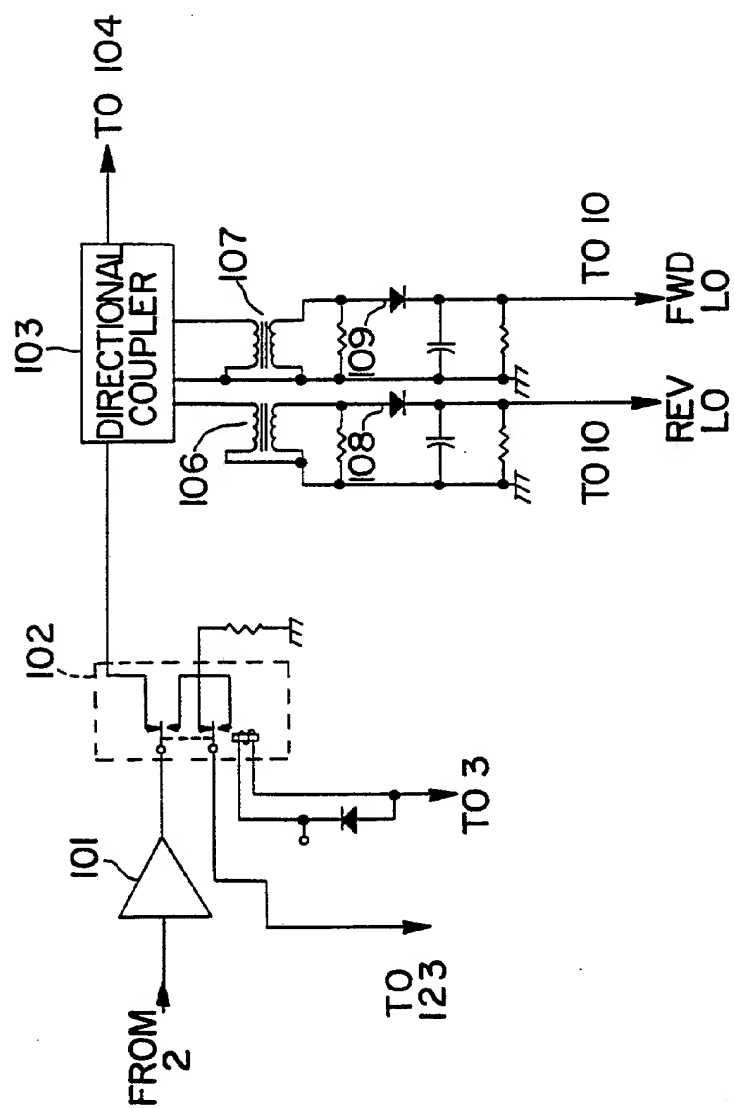 103
DIRECTIONAL
COUPLER
TO 104
102
101
FROM
2
106
107
108
109
TO
123
TO 3
TO 10
TO 10
REV
LO
FWD
LO